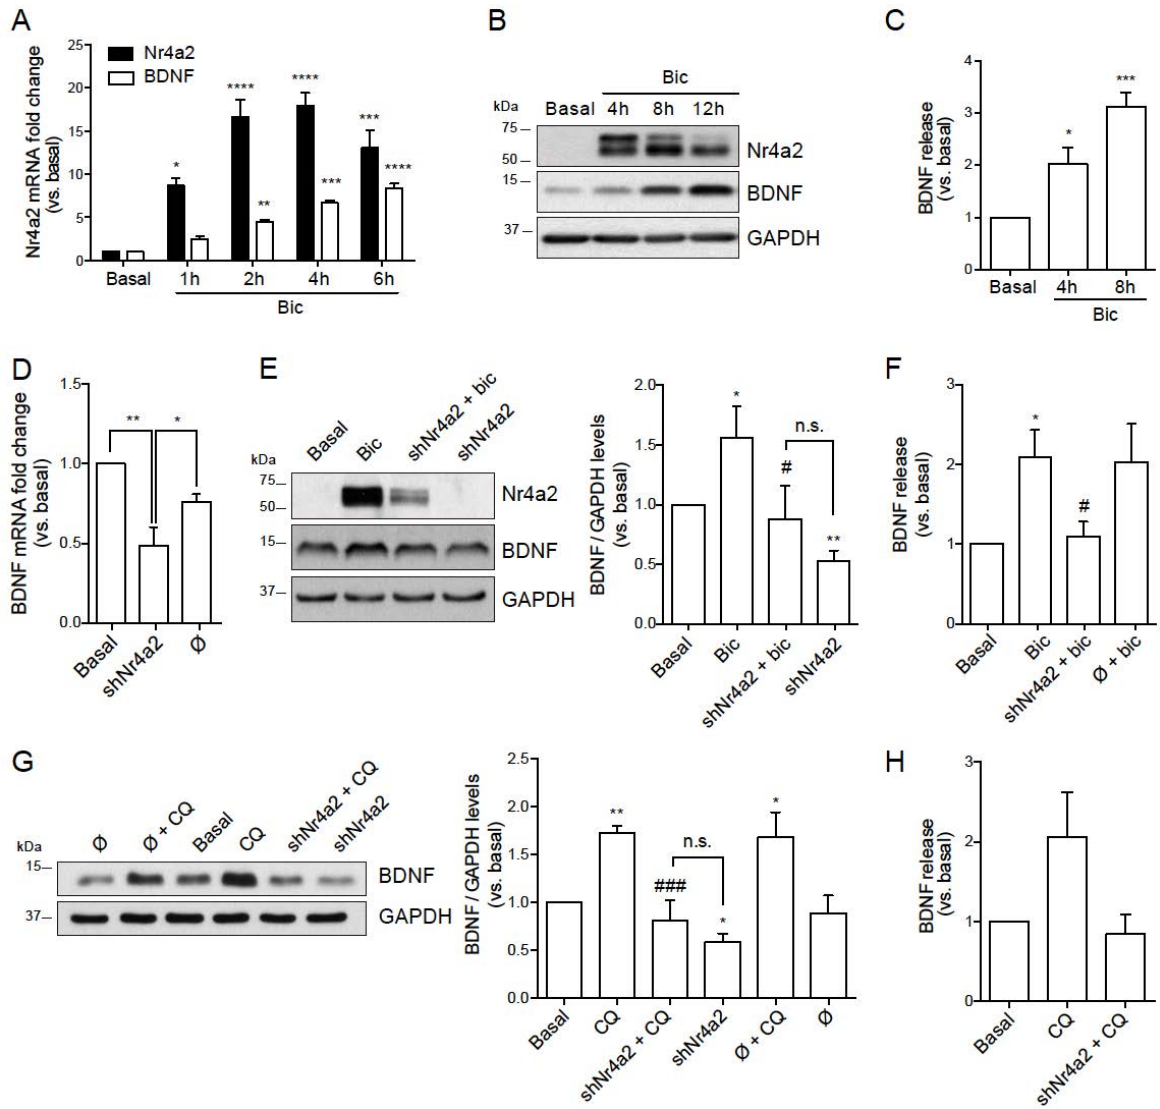 A
Nr4a2 mRNA fold change
(vs. basal)
25
20
15
10
5
0
Nr4a2
BDNF
*
****
**
****
***
***
****
Basal
1h
2h
4h
6h
Bic
B
Bic
kDa
Basal
4h
8h
12h
75
50
Nr4a2
15
BDNF
37
GAPDH
C
BDNF release
(vs. basal)
4
3
2
1
0
*
***
Basal
4h
8h
Bic
D
BDNF mRNA fold change
(vs. basal)
1.5
1.0
0.5
0.0
**
*
Basal
shNr4a2
Ø
E
kDa
Basal
Bic
shNr4a2 + bic
shNr4a2
75
50
Nr4a2
15
BDNF
37
GAPDH
BDNF / GAPDH levels
(vs. basal)
2.0
1.5
1.0
0.5
0.0
*
#
n.s.
**
Basal
Bic
shNr4a2 + bic
shNr4a2
F
BDNF release
(vs. basal)
3
2
1
0
*
#
Basal
Bic
shNr4a2 + bic
Ø + bic
G
kDa
Ø
Ø + CQ
Basal
CQ
shNr4a2 + CQ
shNr4a2
15
BDNF
37
GAPDH
BDNF / GAPDH levels
(vs. basal)
2.5
2.0
1.5
1.0
0.5
0.0
**
###
n.s.
*
*
Basal
CQ
shNr4a2 + CQ
shNr4a2
Ø + CQ
Ø
H
BDNF release
(vs. basal)
3
2
1
0
Basal
CQ
shNr4a2 + CQ